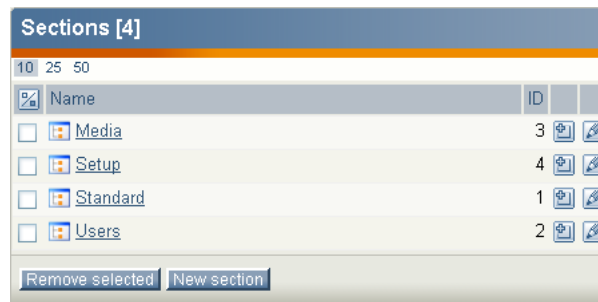 Sections [4]
10 25 50
Name ID
Media 3
Setup 4
Standard 1
Users 2
Remove selected New section